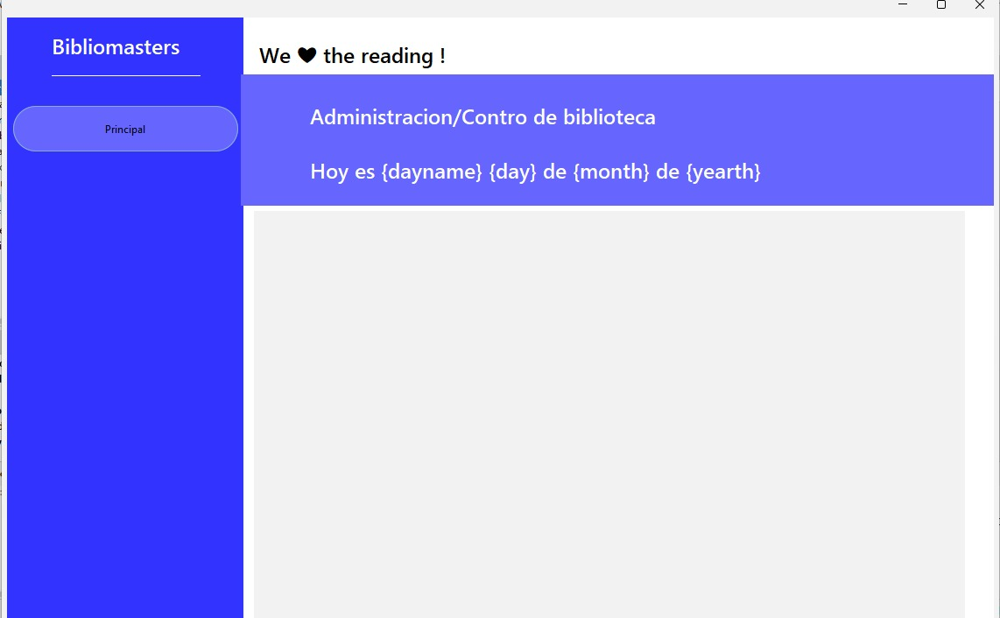 Bibliomasters
We ♥ the reading !
Principal
Administracion/Contro de biblioteca
Hoy es {dayname} {day} de {month} de {yearth}